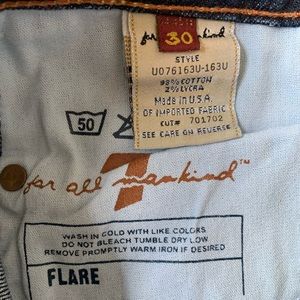 for all mankind
30
STYLE
U076163U-163U
98% COTTON
2% LYCRA
MADE IN U.S.A.
OF IMPORTED FABRIC
CUT# 701702
SEE CARE ON REVERSE
50
for all mankind™
WASH IN COLD WITH LIKE COLORS
DO NOT BLEACH TUMBLE DRY LOW
REMOVE PROMPTLY WARM IRON IF DESIRED
FLARE